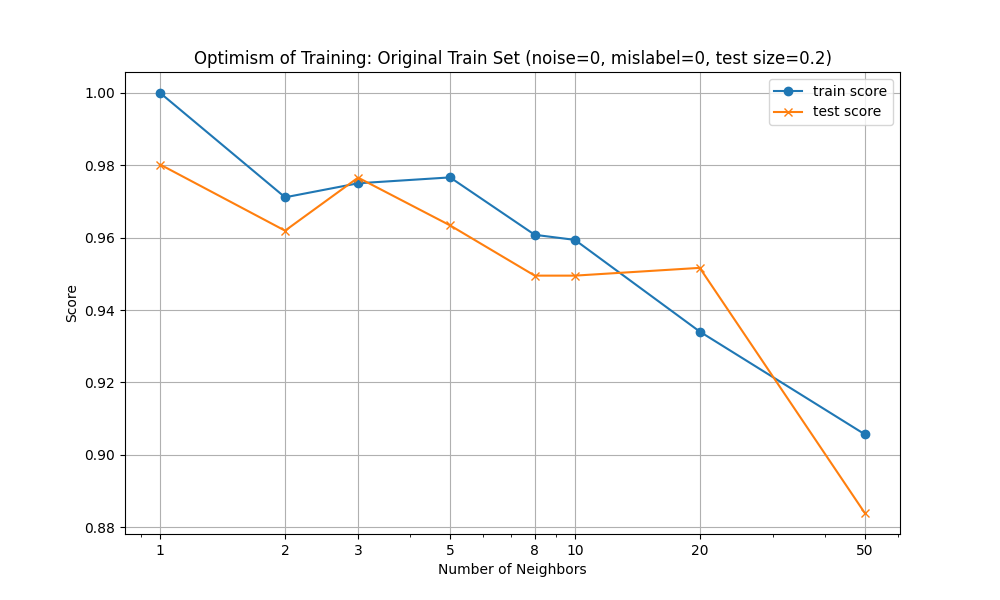 Optimism of Training: Original Train Set (noise=0, mislabel=0, test size=0.2)
train score
test score
1.00
0.98
0.96
0.94
0.92
0.90
0.88
Score
1 2 3 5 8 10 20 50
Number of Neighbors